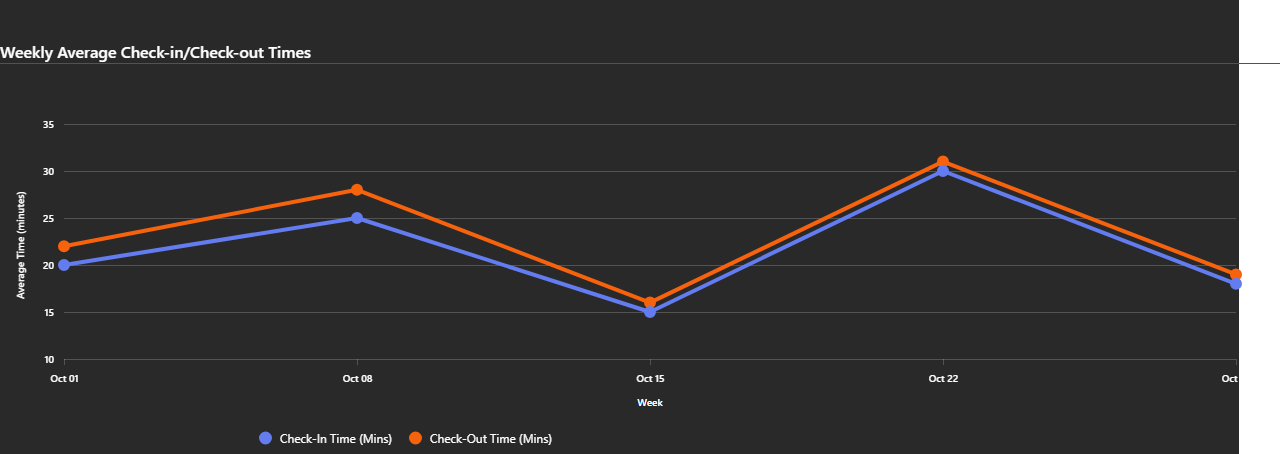 Weekly Average Check-in/Check-out Times
35
30
25
20
15
10
Average Time (minutes)
Oct 01
Oct 08
Oct 15
Oct 22
Oct
Week
Check-In Time (Mins)
Check-Out Time (Mins)